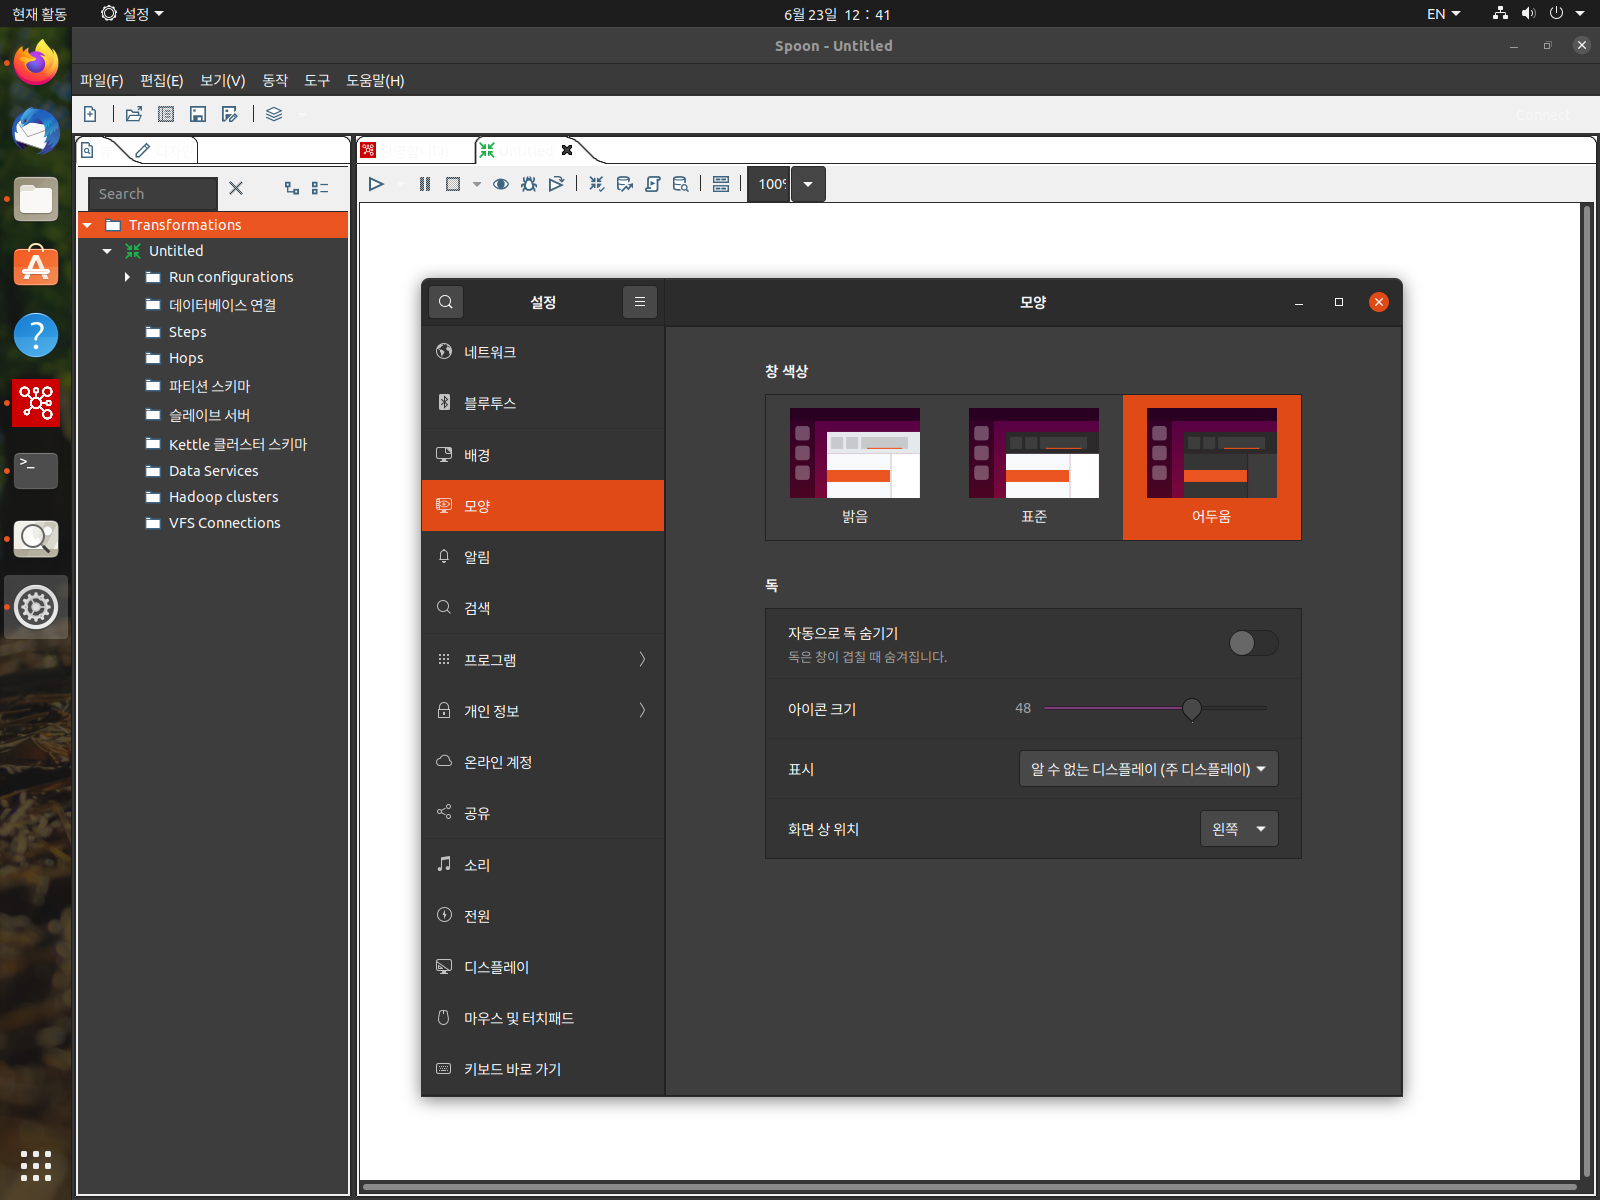 현재 활동
설정
6월 23일 12 : 41
EN
Spoon - Untitled
파일(F) 편집(E) 보기(V) 동작 도구 도움말(H)
Connect
Untitled
Search
100%
Transformations
Untitled
Run configurations
데이터베이스 연결
Steps
Hops
파티션 스키마
슬레이브 서버
Kettle 클러스터 스키마
Data Services
Hadoop clusters
VFS Connections
설정
모양
네트워크
블루투스
배경
모양
알림
검색
프로그램
개인 정보
온라인 계정
공유
소리
전원
디스플레이
마우스 및 터치패드
키보드 바로 가기
창 색상
밝음
표준
어두움
독
자동으로 독 숨기기
독은 창이 겹칠 때 숨겨집니다.
아이콘 크기 48
표시 알 수 없는 디스플레이 (주 디스플레이)
화면 상 위치 왼쪽